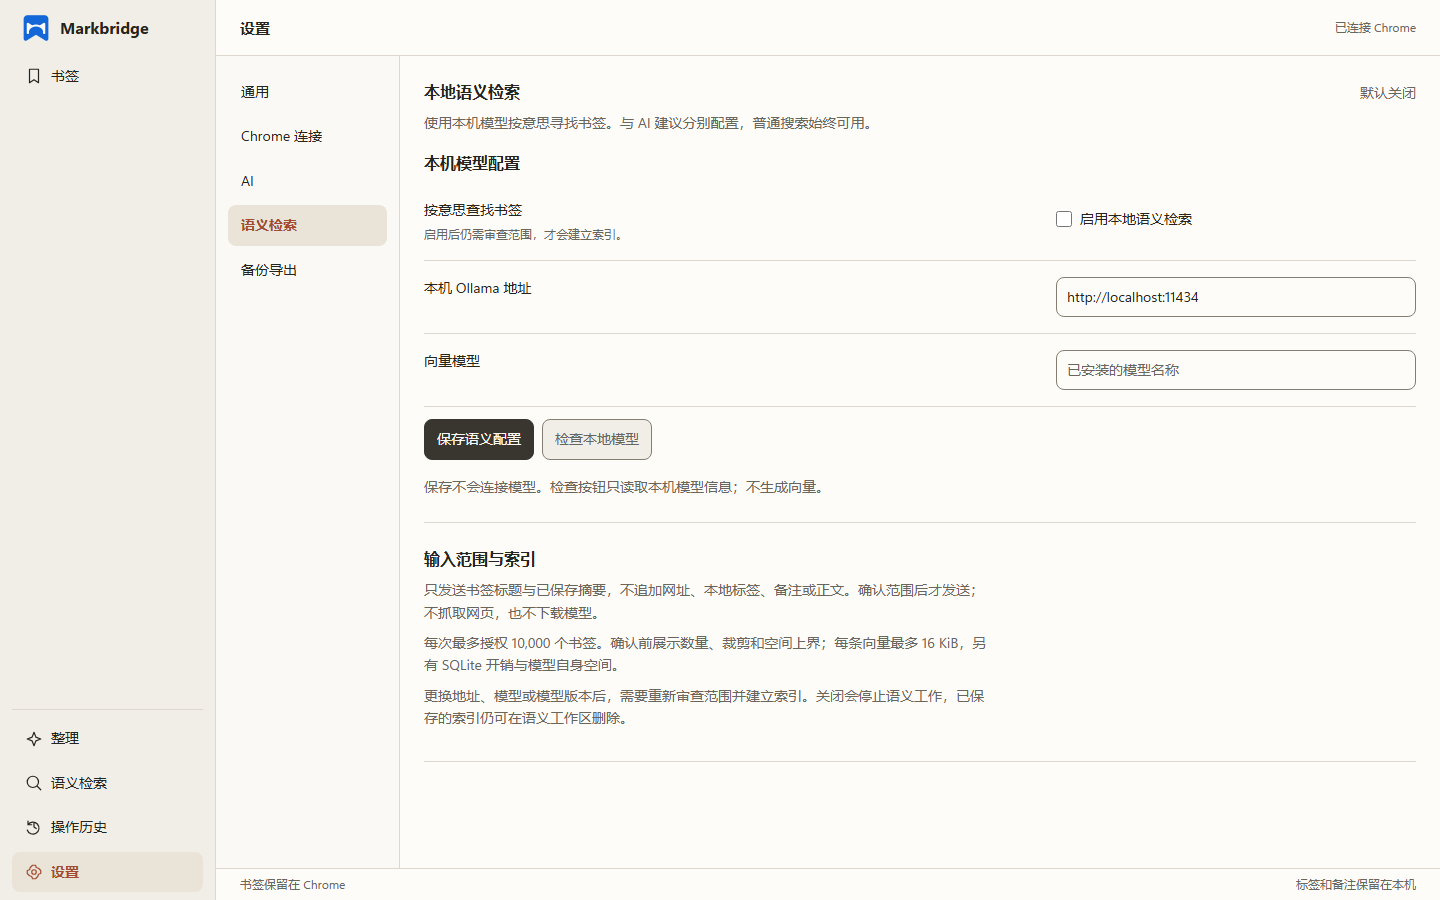 Markbridge
书签
整理
语义检索
操作历史
设置
设置
已连接 Chrome
通用
Chrome 连接
AI
语义检索
备份导出
本地语义检索
默认关闭
使用本机模型按意思寻找书签。与 AI 建议分别配置，普通搜索始终可用。
本机模型配置
按意思查找书签
启用后仍需审查范围，才会建立索引。
启用本地语义检索
本机 Ollama 地址
http://localhost:11434
向量模型
已安装的模型名称
保存语义配置
检查本地模型
保存不会连接模型。检查按钮只读取本机模型信息；不生成向量。
输入范围与索引
只发送书签标题与已保存摘要，不追加网址、本地标签、备注或正文。确认范围后才发送；
不抓取网页，也不下载模型。
每次最多授权 10,000 个书签。确认前展示数量、裁剪和空间上界；每条向量最多 16 KiB，另
有 SQLite 开销与模型自身空间。
更换地址、模型或模型版本后，需要重新审查范围并建立索引。关闭会停止语义工作，已保
存的索引仍可在语义工作区删除。
书签保留在 Chrome
标签和备注保留在本机